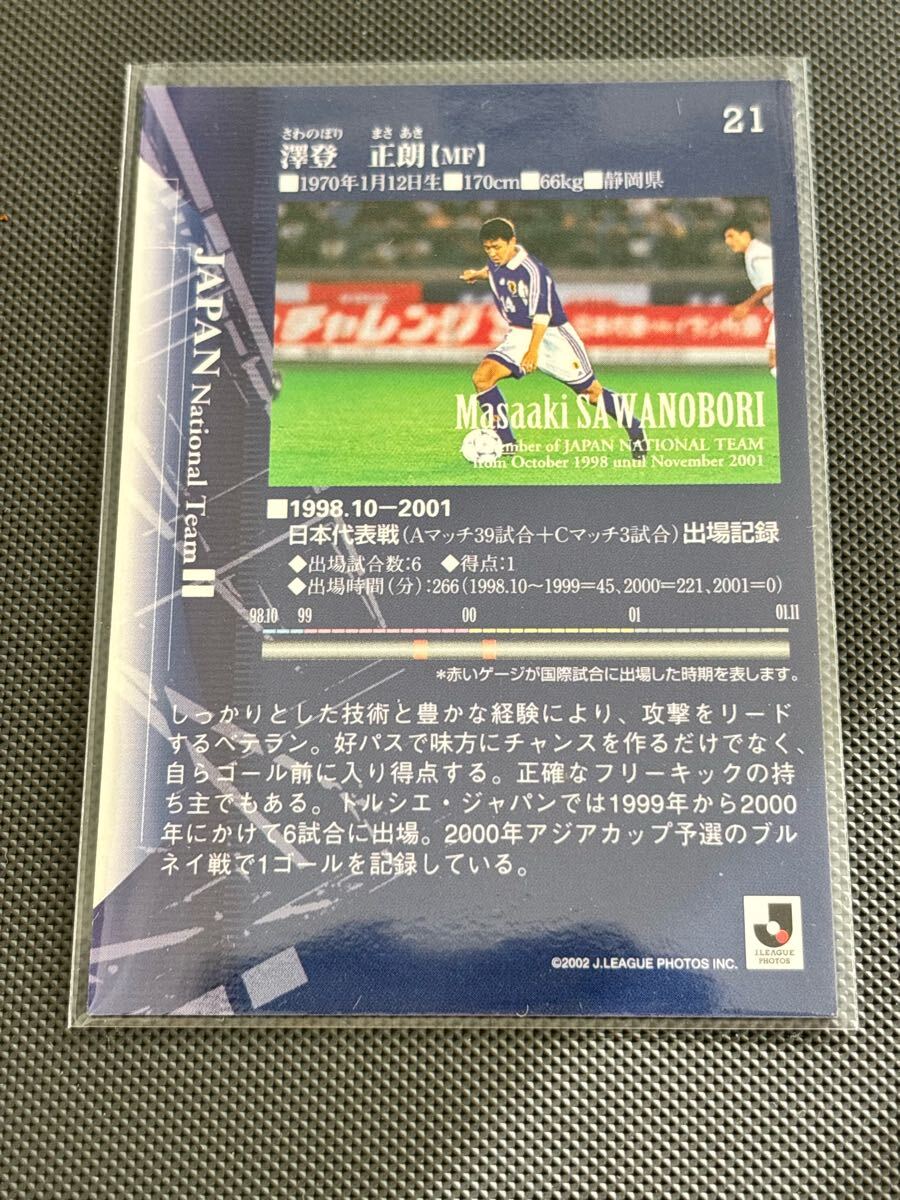 21
さわのぼり まさ あき
澤登 正朗【MF】
■1970年1月12日生■170cm■66kg■静岡県
チャレンジ
14
Masaaki SAWANOBORI
Member of JAPAN NATIONAL TEAM
from October 1998 until November 2001
JAPAN National Team
■1998.10−2001
日本代表戦(Aマッチ39試合+Cマッチ3試合)出場記録
◆出場試合数:6 ◆得点:1
◆出場時間(分):266(1998.10〜1999=45、2000=221、2001=0)
98.10 99 00 01 01.11
*赤いゲージが国際試合に出場した時期を表します。
しっかりとした技術と豊かな経験により、攻撃をリード
するベテラン。好パスで味方にチャンスを作るだけでなく、
自らゴール前に入り得点する。正確なフリーキックの持
ち主でもある。トルシエ・ジャパンでは1999年から2000
年にかけて6試合に出場。2000年アジアカップ予選のブル
ネイ戦で1ゴールを記録している。
©2002 J.LEAGUE PHOTOS INC.
J.LEAGUE
PHOTOS